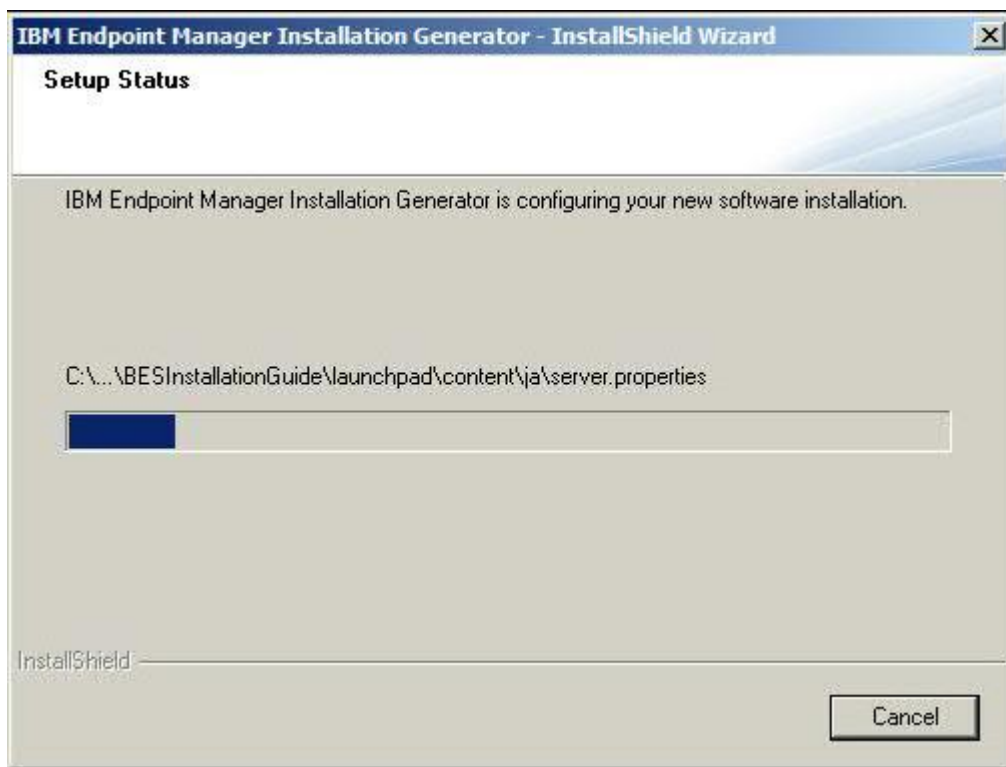 IBM Endpoint Manager Installation Generator - InstallShield Wizard
Setup Status
IBM Endpoint Manager Installation Generator is configuring your new software installation.
C:\...\BESInstallationGuide\launchpad\content\ja\server.properties
InstallShield
Cancel